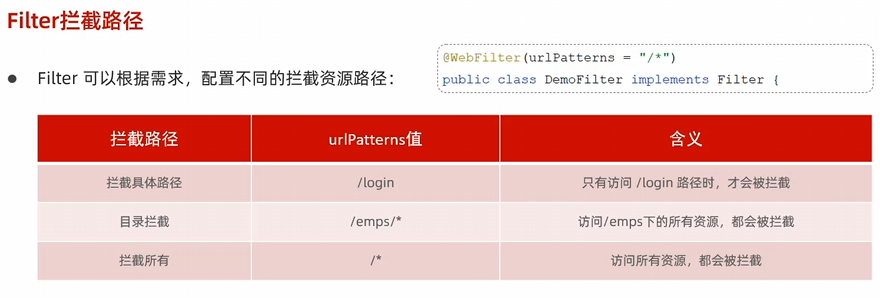 Filter拦截路径
● Filter 可以根据需求，配置不同的拦截资源路径：
@WebFilter(urlPatterns = "/*")
public class DemoFilter implements Filter {
拦截路径 urlPatterns值 含义
拦截具体路径 /login 只有访问 /login 路径时，才会被拦截
目录拦截 /emps/* 访问/emps下的所有资源，都会被拦截
拦截所有 /* 访问所有资源，都会被拦截